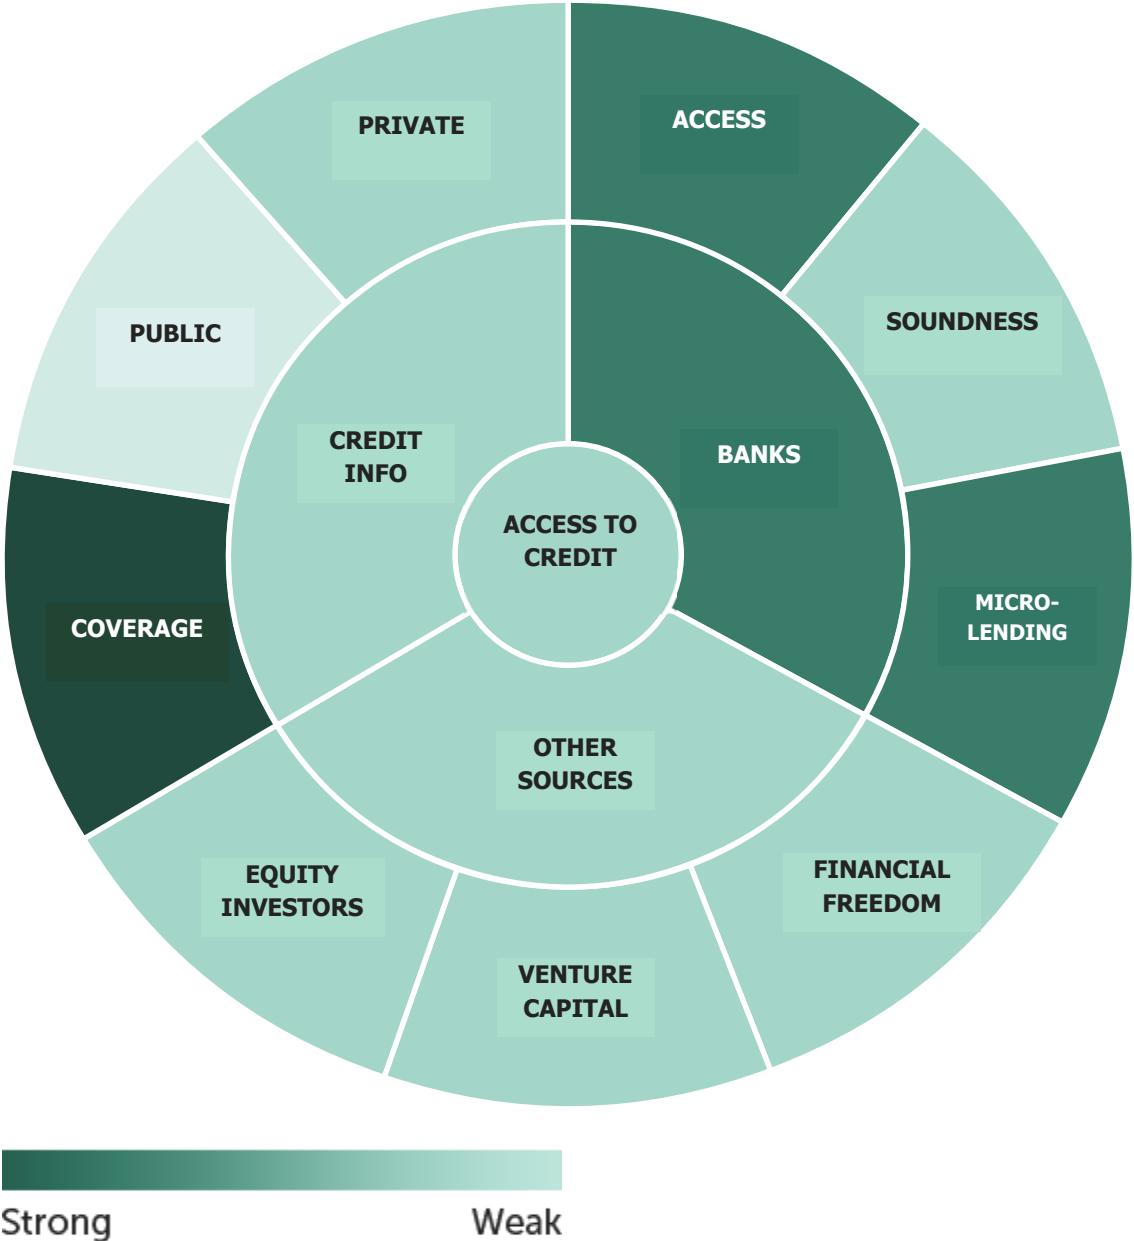 PRIVATE
ACCESS
SOUNDNESS
PUBLIC
CREDIT
INFO
BANKS
ACCESS TO
CREDIT
MICRO-
LENDING
COVERAGE
OTHER
SOURCES
EQUITY
INVESTORS
FINANCIAL
FREEDOM
VENTURE
CAPITAL
Strong
Weak